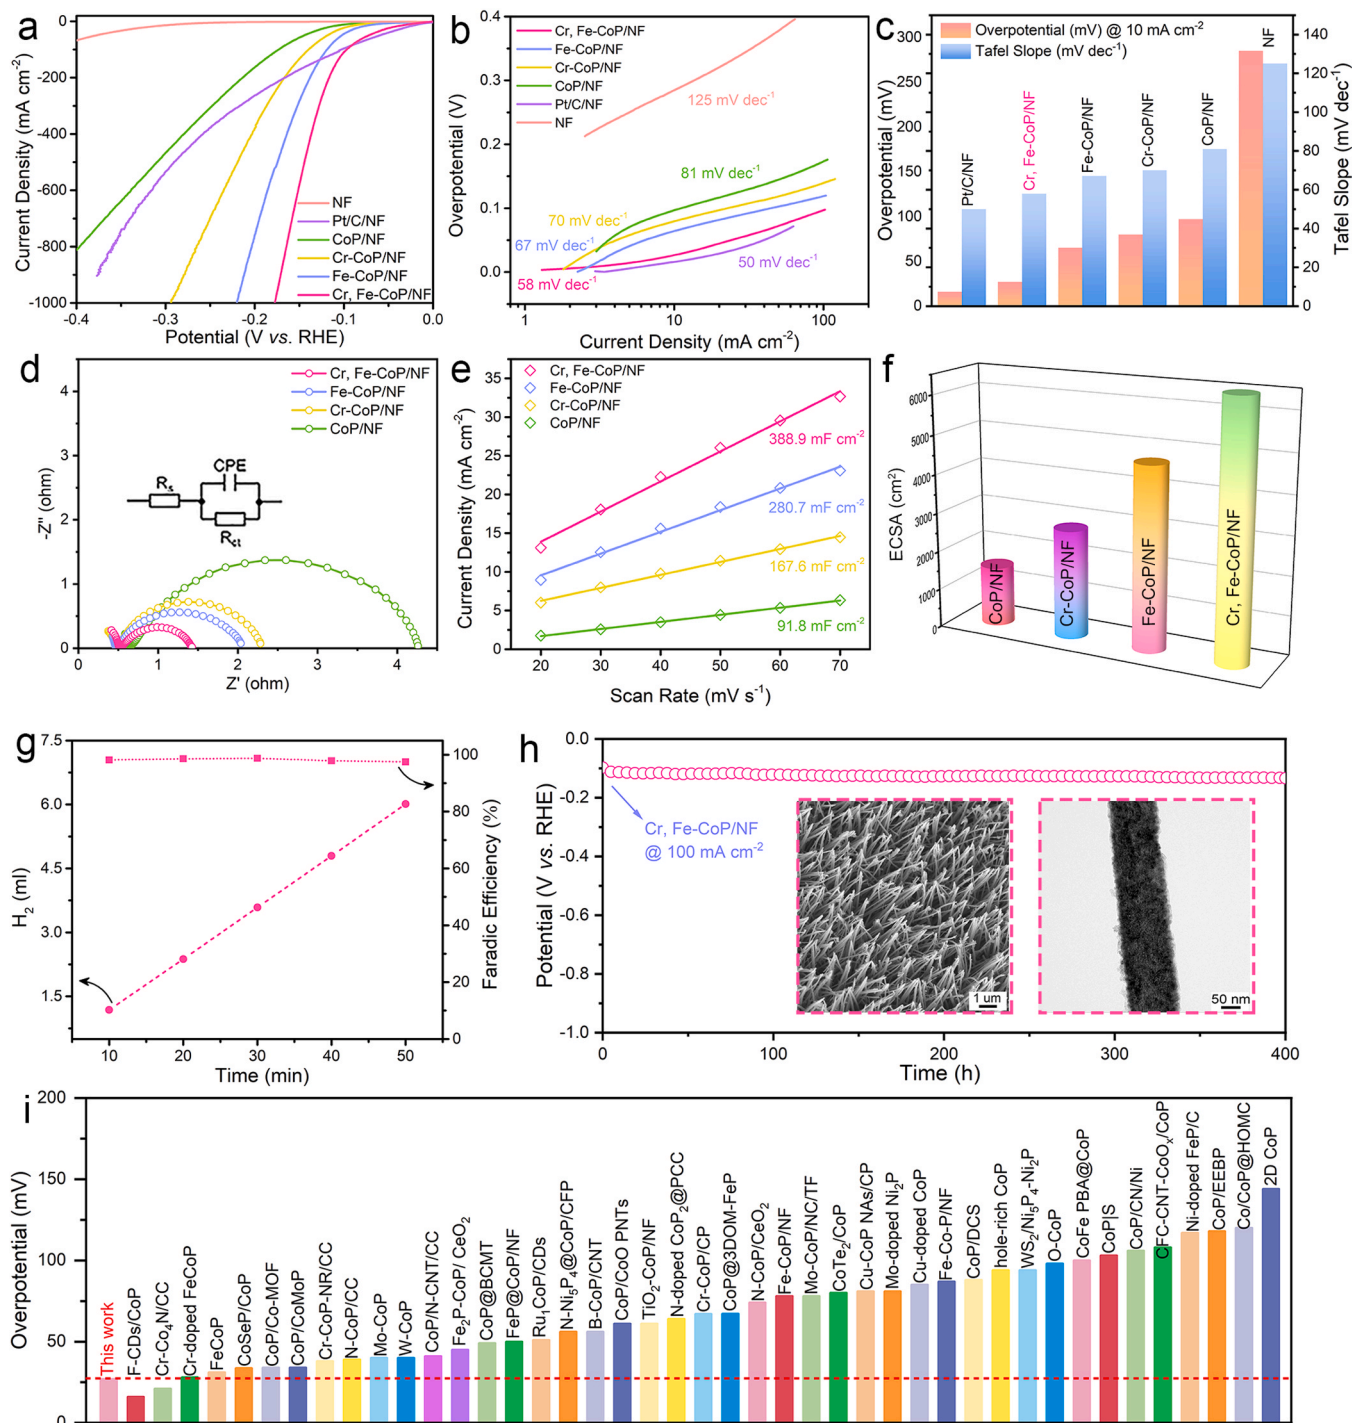 a
Current Density (mA cm⁻²)
0
-200
-400
-600
-800
-1000
-0.4
-0.3
-0.2
-0.1
0.0
Potential (V vs. RHE)
NF
Pt/C/NF
CoP/NF
Cr-CoP/NF
Fe-CoP/NF
Cr, Fe-CoP/NF
b
Overpotential (V)
0.4
0.3
0.2
0.1
0.0
1
10
100
Current Density (mA cm⁻²)
Cr, Fe-CoP/NF
Fe-CoP/NF
Cr-CoP/NF
CoP/NF
Pt/C/NF
NF
125 mV dec⁻¹
81 mV dec⁻¹
70 mV dec⁻¹
67 mV dec⁻¹
50 mV dec⁻¹
58 mV dec⁻¹
c
Overpotential (mV)
300
250
200
150
100
50
0
Overpotential (mV) @ 10 mA cm⁻²
Tafel Slope (mV dec⁻¹)
Pt/C/NF
Cr, Fe-CoP/NF
Fe-CoP/NF
Cr-CoP/NF
CoP/NF
NF
140
120
100
80
60
40
20
0
Tafel Slope (mV dec⁻¹)
d
-Z'' (ohm)
4
3
2
1
0
0
1
2
3
4
Z' (ohm)
Cr, Fe-CoP/NF
Fe-CoP/NF
Cr-CoP/NF
CoP/NF
CPE
Rs
Rct
e
Current Density (mA cm⁻²)
35
30
25
20
15
10
5
0
20
30
40
50
60
70
Scan Rate (mV s⁻¹)
Cr, Fe-CoP/NF
Fe-CoP/NF
Cr-CoP/NF
CoP/NF
388.9 mF cm⁻²
280.7 mF cm⁻²
167.6 mF cm⁻²
91.8 mF cm⁻²
f
ECSA (cm²)
6000
5000
4000
3000
2000
1000
0
CoP/NF
Cr-CoP/NF
Fe-CoP/NF
Cr, Fe-CoP/NF
g
H₂ (ml)
7.5
6.0
4.5
3.0
1.5
10
20
30
40
50
Time (min)
100
80
60
40
20
0
Faradic Efficiency (%)
h
Potential (V vs. RHE)
0.0
-0.2
-0.4
-0.6
-0.8
-1.0
0
100
200
300
400
Time (h)
Cr, Fe-CoP/NF
@ 100 mA cm⁻²
1 um
50 nm
i
Overpotential (mV)
200
150
100
50
0
This work
F-CDs/CoP
Cr-Co₄N/CC
Cr-doped FeCoP
FeCoP
CoSeP/CoP
CoP/Co-MOF
CoP/CoMoP
Cr-CoP-NR/CC
N-CoP/CC
Mo-CoP
W-CoP
CoP/N-CNT/CC
Fe₂P-CoP/ CeO₂
CoP@BCMT
FeP@CoP/NF
Ru₁CoP/CDs
N-Ni₅P₄@CoP/CFP
B-CoP/CNT
CoP/CoO PNTs
TiO₂-CoP/NF
N-doped CoP₂@PCC
Cr-CoP/CP
CoP@3DOM-FeP
N-CoP/CeO₂
Fe-CoP/NF
Mo-CoP/NC/TF
CoTe₂/CoP
Cu-CoP NAs/CP
Mo-doped Ni₂P
Cu-doped CoP
Fe-Co-P/NF
CoP/DCS
hole-rich CoP
WS₂/Ni₅P₄-Ni₂P
O-CoP
CoFe PBA@CoP
CoP|S
CoP/CN/Ni
CFC-CNT-CoOₓ/CoP
Ni-doped FeP/C
CoP/EEBP
Co/CoP@HOMC
2D CoP